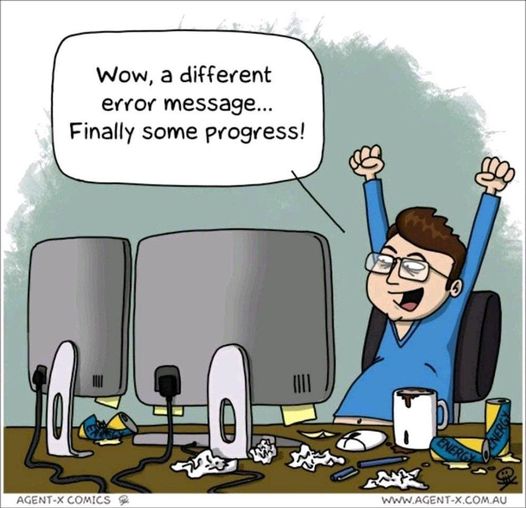 Wow, a different
error message...
Finally some progress!
ENERGY
ENERGY
ENERGY
AGENT-X COMICS
WWW.AGENT-X.COM.AU